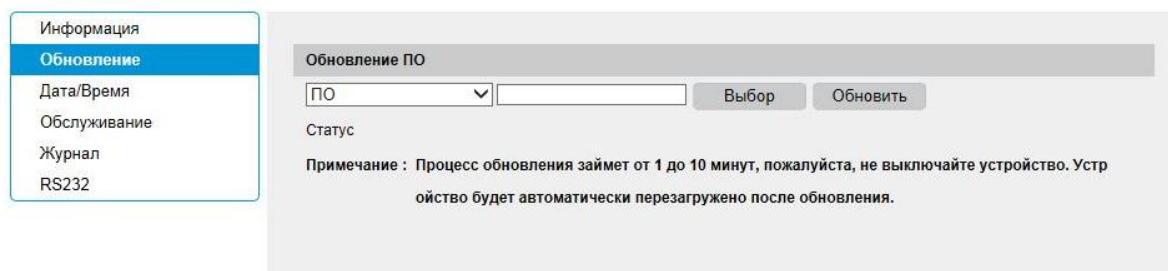 Информация
Обновление
Дата/Время
Обслуживание
Журнал
RS232
Обновление ПО
ПО Выбор Обновить
Статус
Примечание : Процесс обновления займет от 1 до 10 минут, пожалуйста, не выключайте устройство. Устр
ойство будет автоматически перезагружено после обновления.